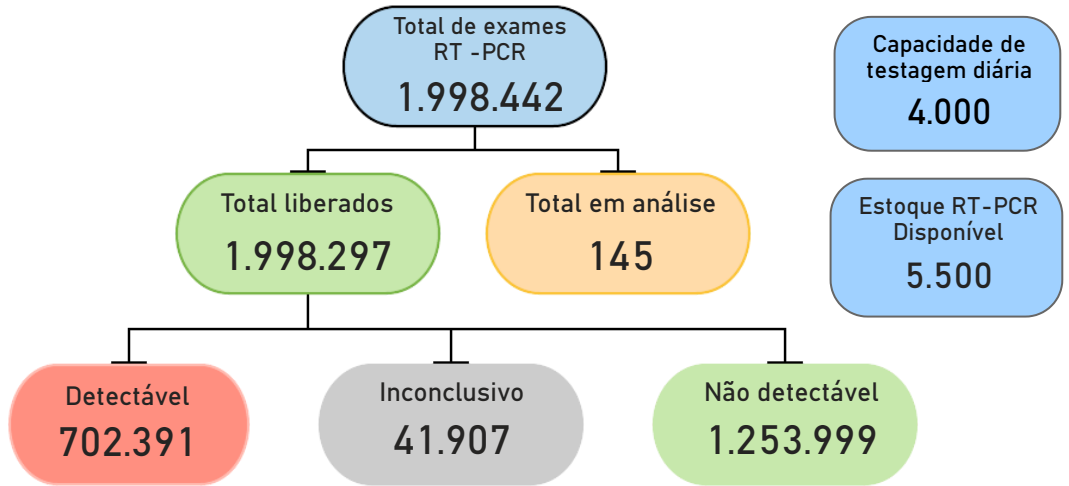 Total de exames
RT -PCR
1.998.442
Capacidade de
testagem diária
4.000
Total liberados
1.998.297
Total em análise
145
Estoque RT-PCR
Disponível
5.500
Detectável
702.391
Inconclusivo
41.907
Não detectável
1.253.999